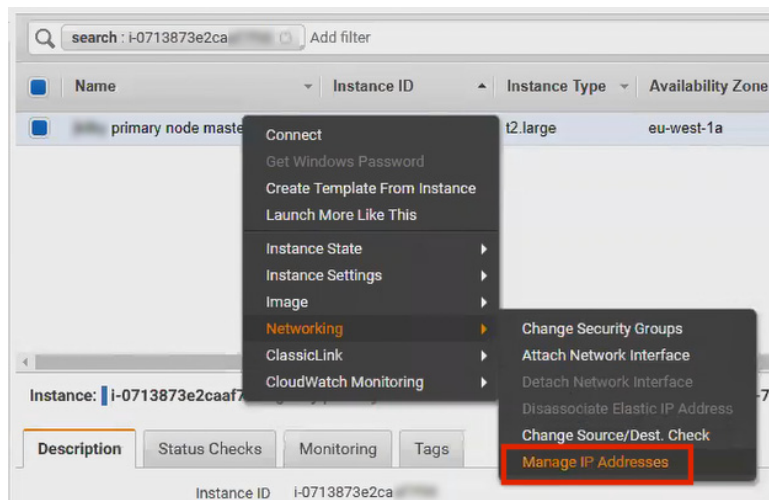 search : i-0713873e2ca Add filter
Name Instance ID Instance Type Availability Zone
primary node maste t2.large eu-west-1a
Connect
Get Windows Password
Create Template From Instance
Launch More Like This
Instance State
Instance Settings
Image
Networking
ClassicLink
CloudWatch Monitoring
Change Security Groups
Attach Network Interface
Detach Network Interface
Disassociate Elastic IP Address
Change Source/Dest. Check
Manage IP Addresses
Instance: i-0713873e2caaf7
Description Status Checks Monitoring Tags
Instance ID i-0713873e2ca